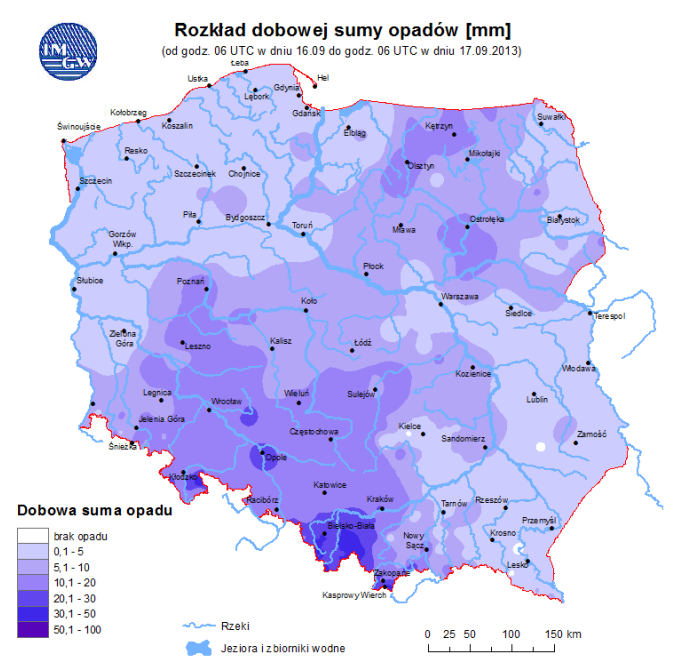 IM
GW
Rozkład dobowej sumy opadów [mm]
(od godz. 06 UTC w dniu 16.09 do godz. 06 UTC w dniu 17.09.2013)
Łeba
Ustka
Hel
Gdynia
Lębork
Gdańsk
Kołobrzeg
Koszalin
Świnoujście
Elbląg
Kętrzyn
Suwałki
Resko
Mikołajki
Olsztyn
Szczecinek
Chojnice
Szczecin
Piła
Bydgoszcz
Toruń
Mława
Ostrołęka
Białystok
Gorzów
Wlkp.
Płock
Słubice
Poznań
Koło
Warszawa
Siedlce
Terespol
Zielona
Góra
Leszno
Kalisz
Łódź
Kozienice
Włodawa
Legnica
Wrocław
Wieluń
Sulejów
Lublin
Jelenia Góra
Częstochowa
Kielce
Sandomierz
Zamość
Śnieżka
Opole
Kłodzko
Katowice
Racibórz
Kraków
Tarnów
Rzeszów
Przemyśl
Bielsko-Biała
Nowy
Sącz
Krosno
Lesko
Zakopane
Kasprowy Wierch
Dobowa suma opadu
brak opadu
0,1 - 5
5,1 - 10
10,1 - 20
20,1 - 30
30,1 - 50
50,1 - 100
Rzeki
Jeziora i zbiorniki wodne
0 25 50 100 150 km